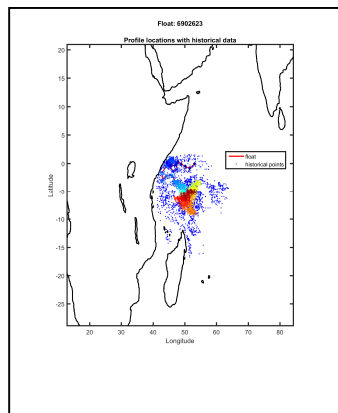 Float: 6902623
Profile locations with historical data
20
15
10
5
0
-5
-10
-15
-20
-25
Latitude
float
historical points
20
30
40
50
60
70
80
Longitude